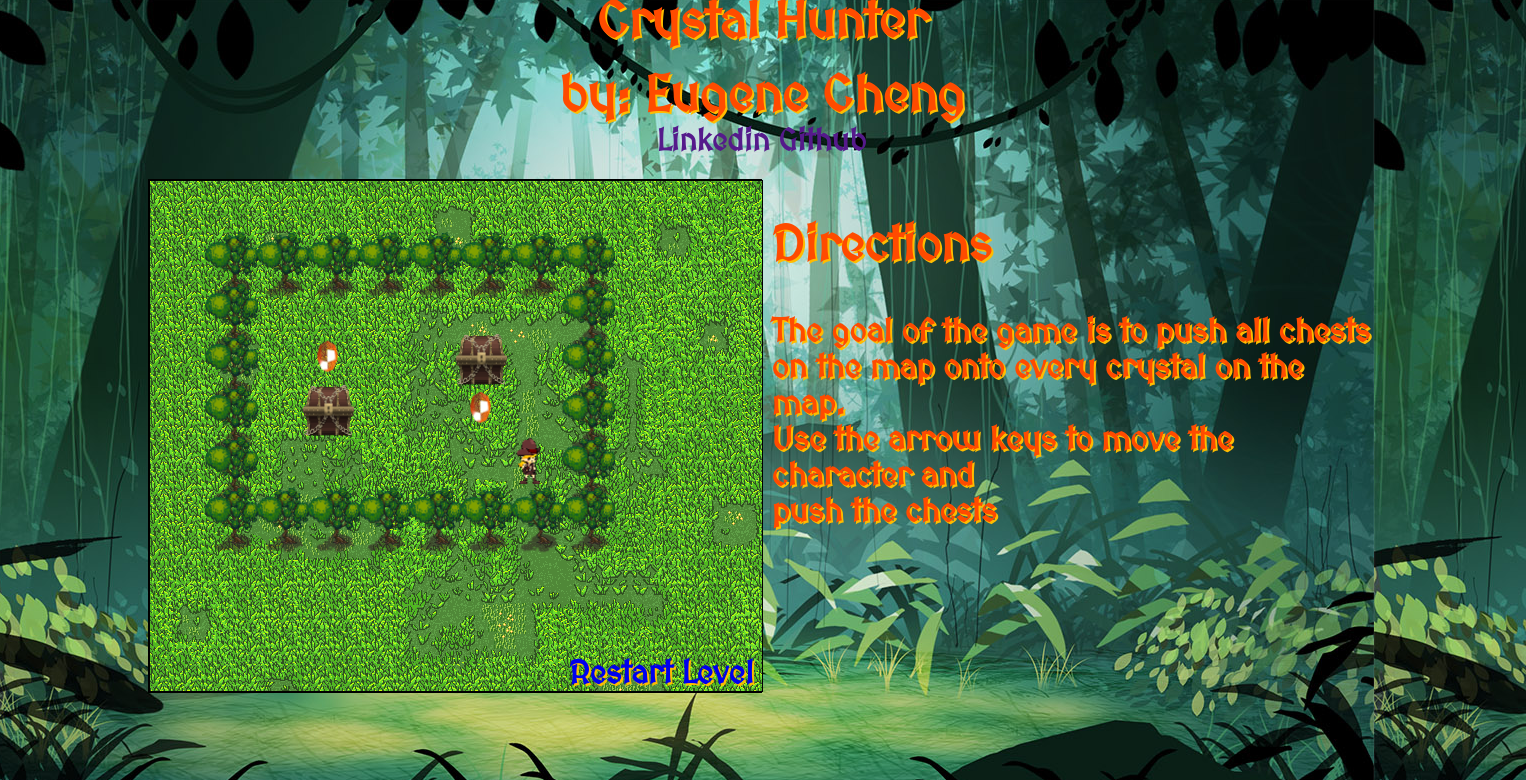 Crystal Hunter
by: Eugene Cheng
LinkedIn Github
Directions
The goal of the game is to push all chests
on the map onto every crystal on the
map.
Use the arrow keys to move the
character and
push the chests
Restart Level